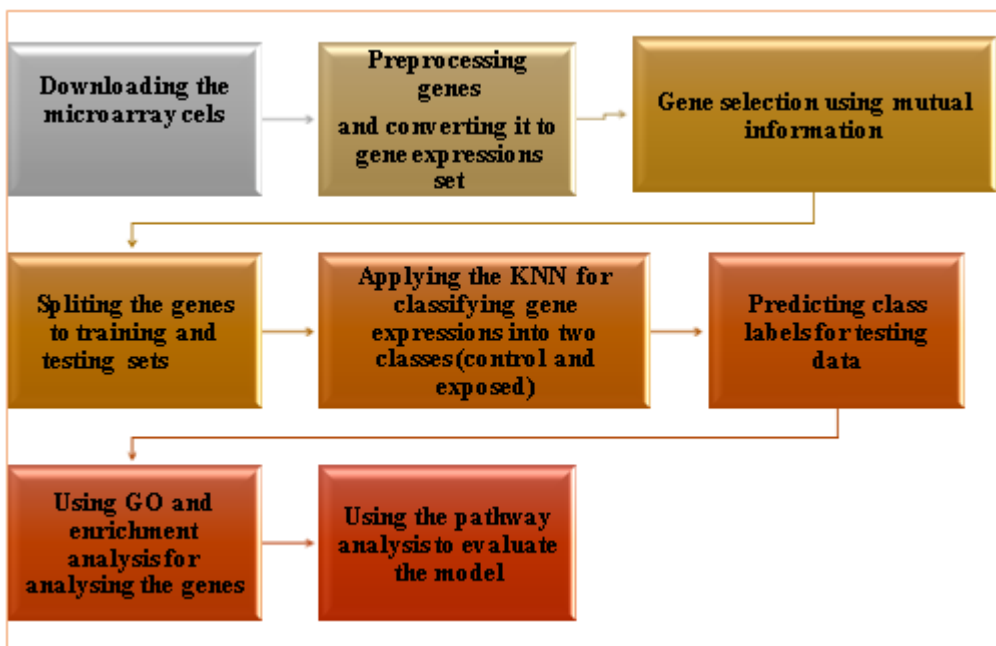 Downloading the
microarray cels
Preprocessing
genes
and converting it to
gene expressions
set
Gene selection using mutual
information
Spliting the genes
to training and
testing sets
Applying the KNN for
classifying gene
expressions into two
classes(control and
exposed)
Predicting class
labels for testing
data
Using GO and
enrichment
analysis for
analysing the genes
Using the pathway
analysis to evaluate
the model